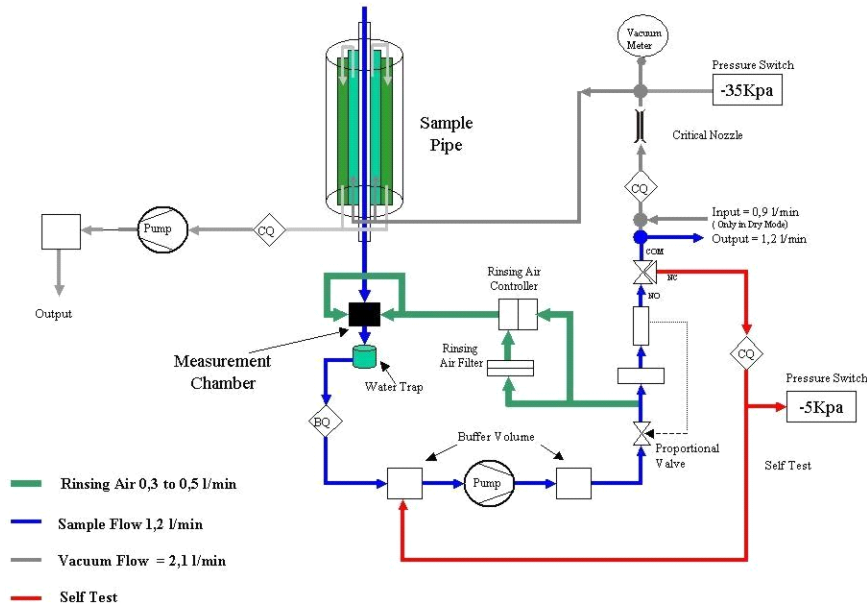 Vacuum
Meter
Pressure Switch
-35Kpa
Sample
Pipe
Critical Nozzle
CQ
Input = 0,9 l/min
( Only in Dry Mode)
Output = 1,2 l/min
Pump
CQ
COM
NC
NO
Output
Rinsing Air
Controller
Measurement
Chamber
Rinsing
Air Filter
Water Trap
CQ
Pressure Switch
-5Kpa
BQ
Buffer Volume
Proportional
Valve
Self Test
Pump
Rinsing Air 0,3 to 0,5 l/min
Sample Flow 1,2 l/min
Vacuum Flow = 2,1 l/min
Self Test